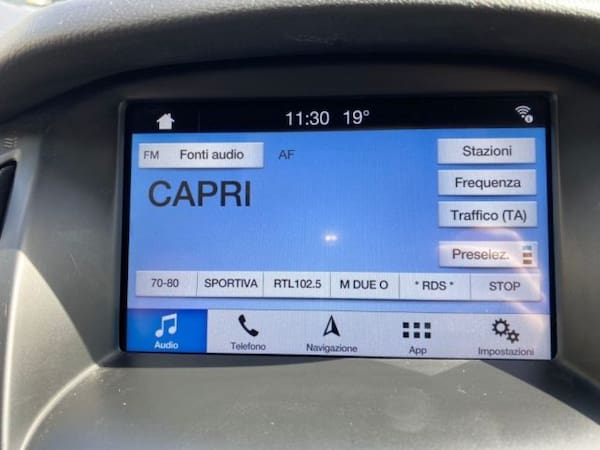 11:30 19°
FM Fonti audio AF
Stazioni
CAPRI
Frequenza
Traffico (TA)
Preselez.
70-80 SPORTIVA RTL102.5 M DUE O * RDS * STOP
Audio Telefono Navigazione App Impostazioni